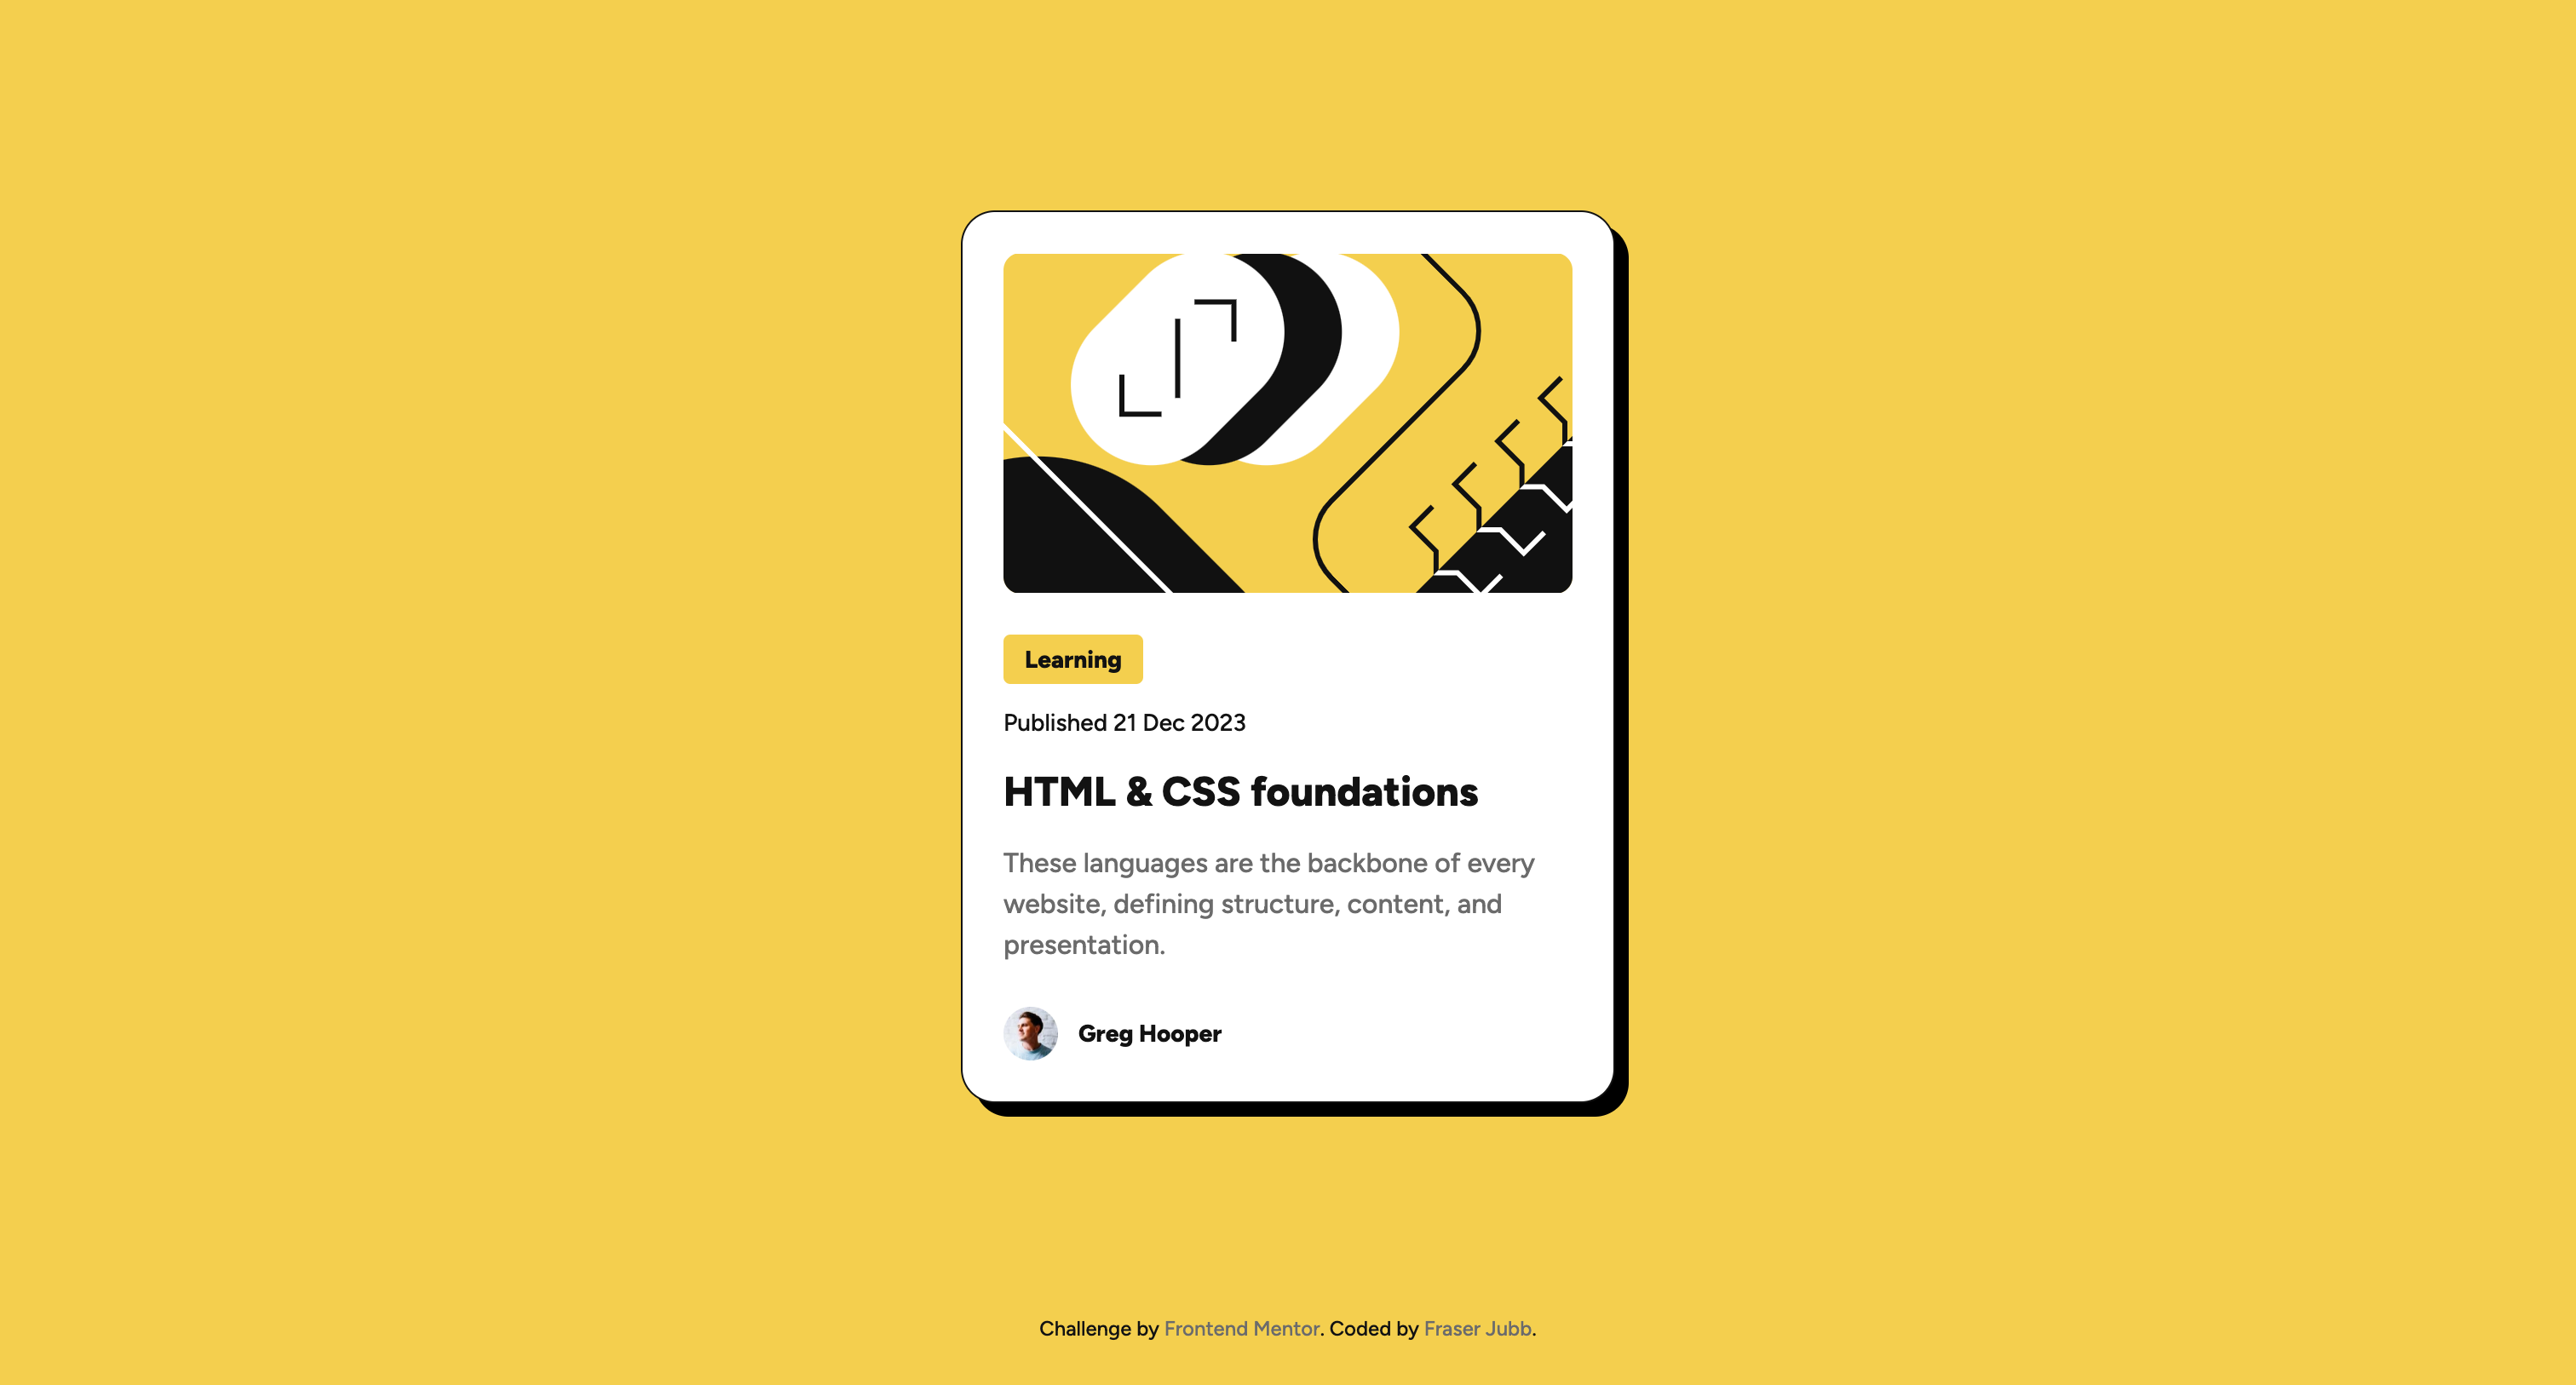 Learning
Published 21 Dec 2023
HTML & CSS foundations
These languages are the backbone of every
website, defining structure, content, and
presentation.
Greg Hooper
Challenge by Frontend Mentor. Coded by Fraser Jubb.